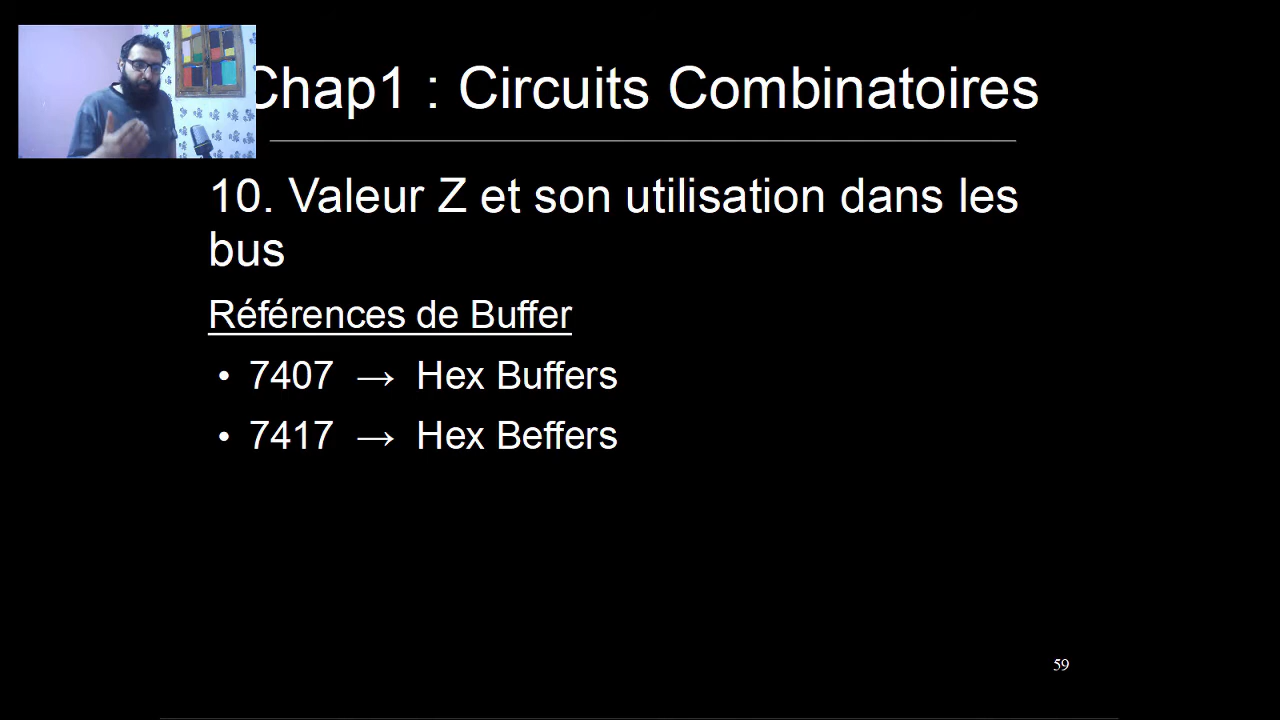 Chap1 : Circuits Combinatoires
10. Valeur Z et son utilisation dans les
bus
Références de Buffer
• 7407 → Hex Buffers
• 7417 → Hex Beffers
59